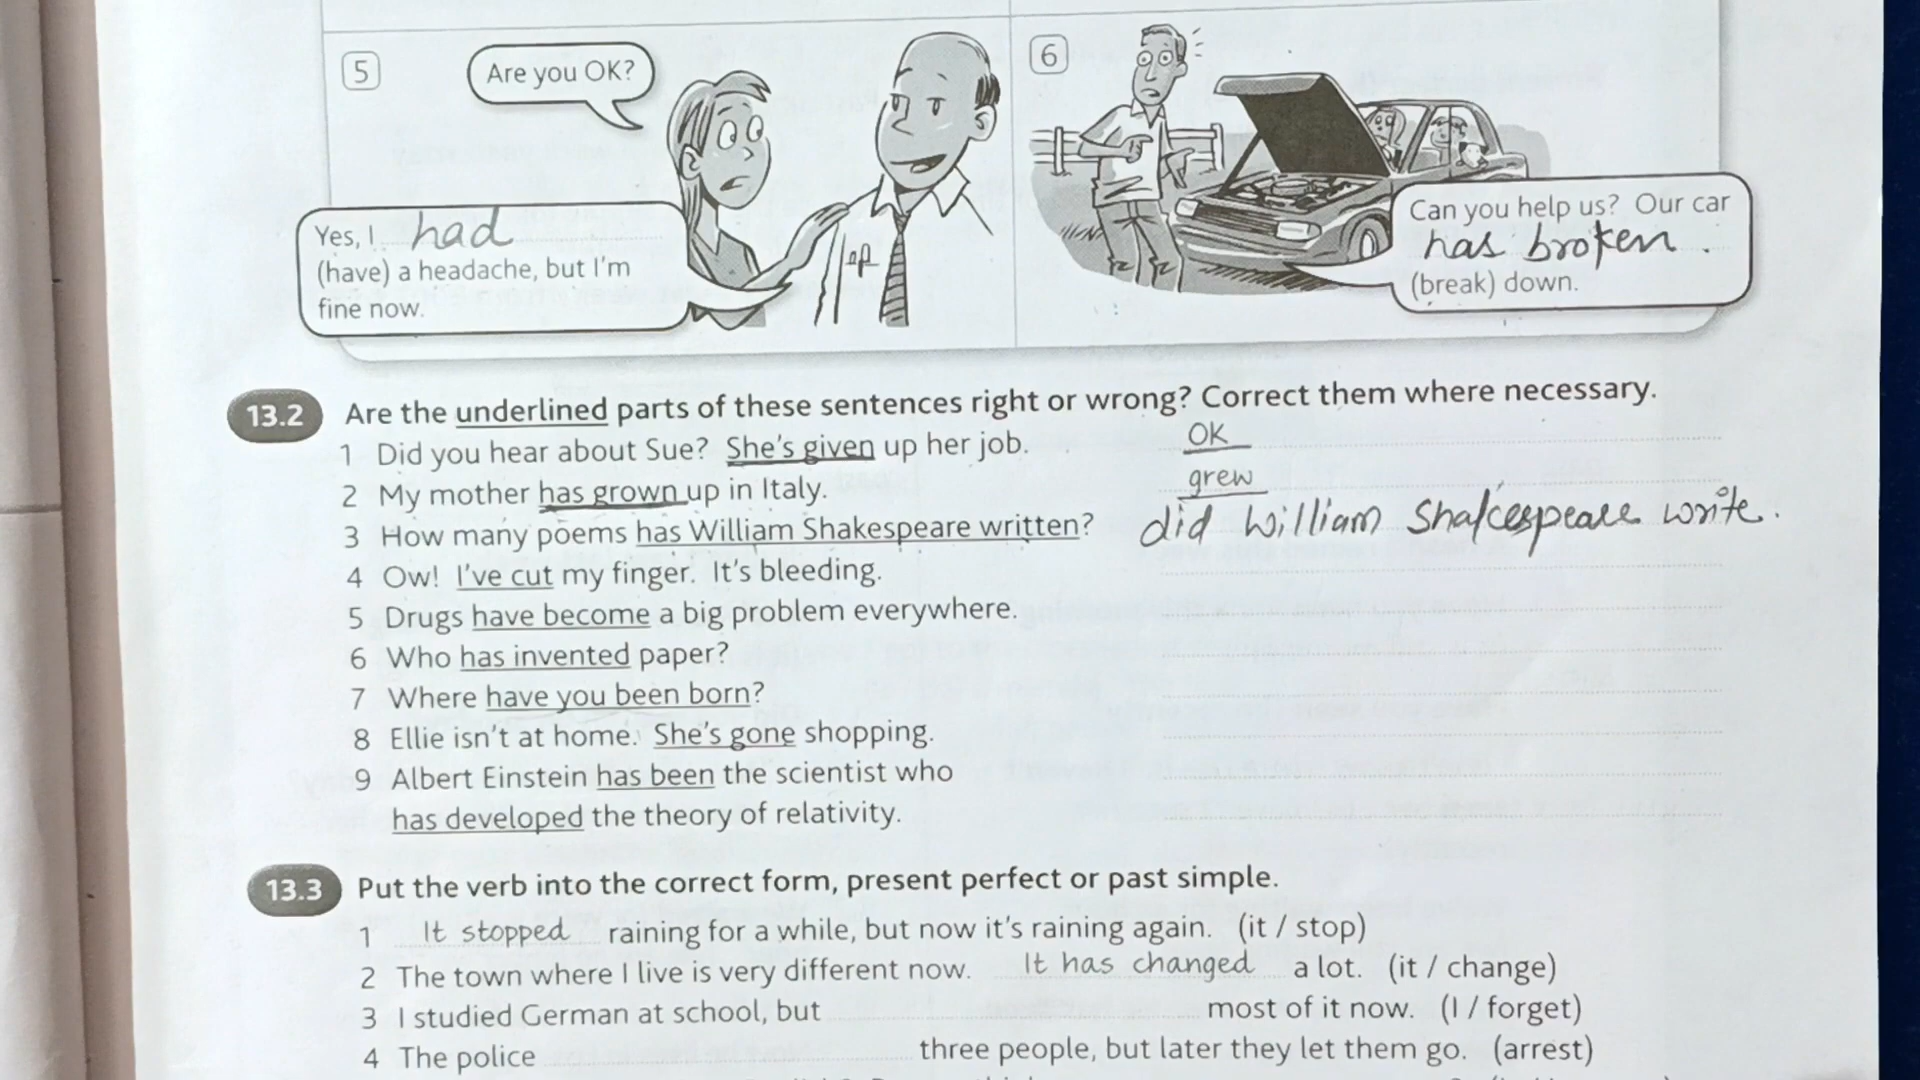 5
Are you OK?
Yes, I had
(have) a headache, but I'm
fine now.
6
Can you help us? Our car
has broken .
(break) down.
13.2 Are the underlined parts of these sentences right or wrong? Correct them where necessary.
1 Did you hear about Sue? She's given up her job. OK
2 My mother has grown up in Italy. grew
3 How many poems has William Shakespeare written? did William Shakespeare write.
4 Ow! I've cut my finger. It's bleeding.
5 Drugs have become a big problem everywhere.
6 Who has invented paper?
7 Where have you been born?
8 Ellie isn't at home. She's gone shopping.
9 Albert Einstein has been the scientist who
has developed the theory of relativity.
13.3 Put the verb into the correct form, present perfect or past simple.
1 It stopped raining for a while, but now it's raining again. (it / stop)
2 The town where I live is very different now. It has changed a lot. (it / change)
3 I studied German at school, but most of it now. (I / forget)
4 The police three people, but later they let them go. (arrest)